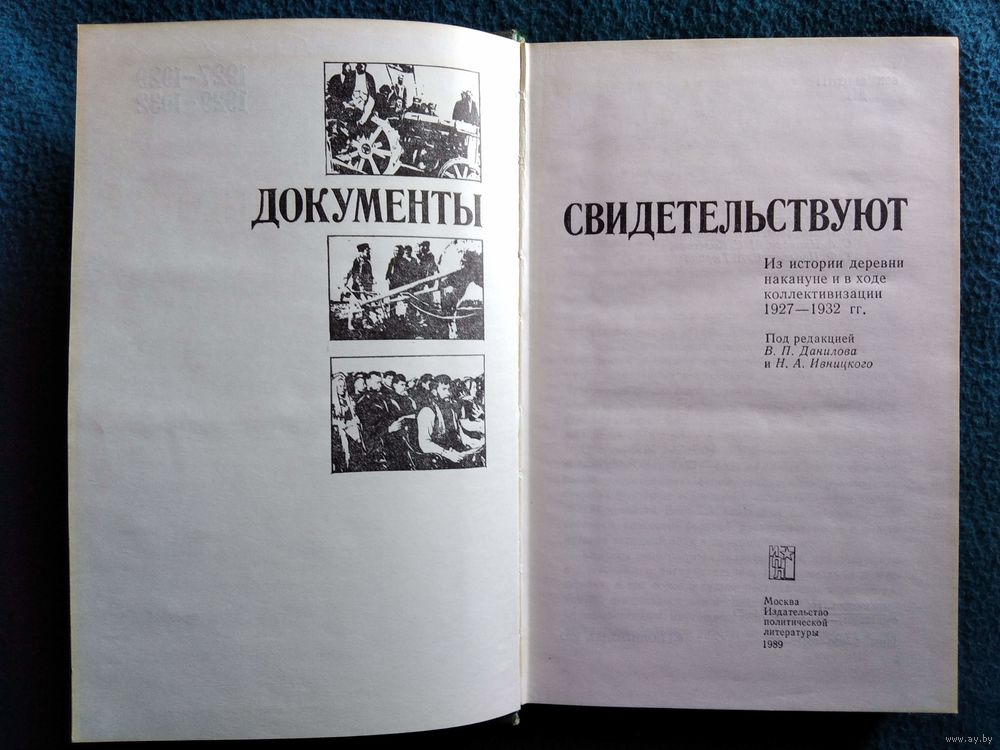 ДОКУМЕНТЫ
СВИДЕТЕЛЬСТВУЮТ
Из истории деревни
накануне и в ходе
коллективизации
1927—1932 гг.
Под редакцией
В. П. Данилова
и Н. А. Ивницкого
Москва
Издательство
политической
литературы
1989
www.ay.by